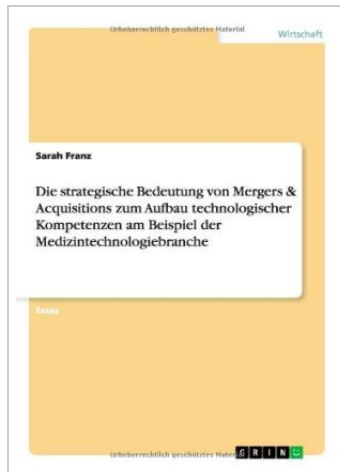 Urheberrechtlich geschütztes Material
Wirtschaft
Sarah Franz
Die strategische Bedeutung von Mergers &
Acquisitions zum Aufbau technologischer
Kompetenzen am Beispiel der
Medizintechnologiebranche
Essay
Urheberrechtlich geschütztes Mater
GRIN